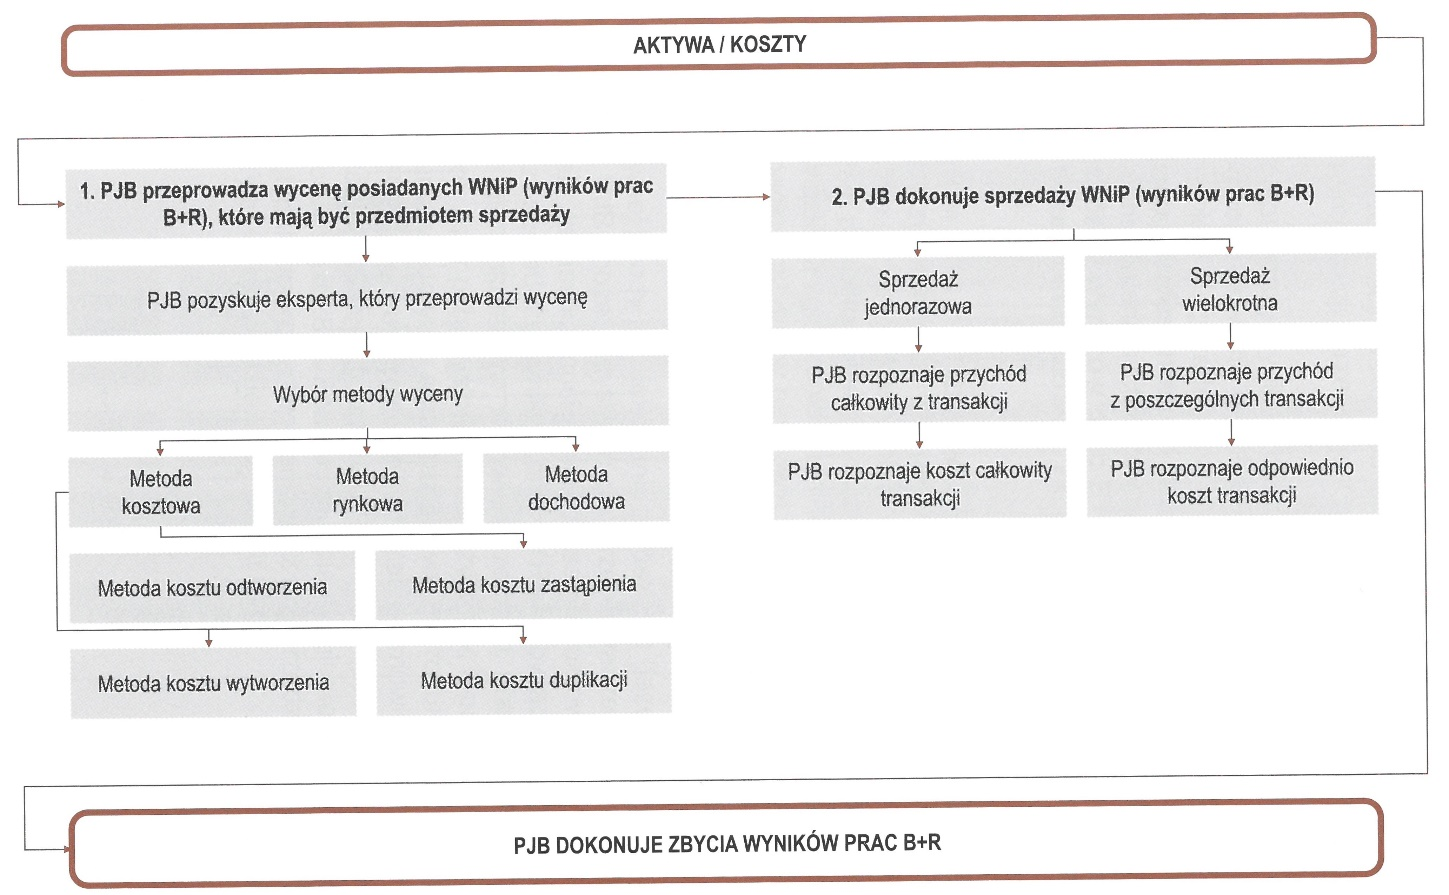 AKTYWA / KOSZTY
1. PJB przeprowadza wycenę posiadanych WNiP (wyników prac
B+R), które mają być przedmiotem sprzedaży
PJB pozyskuje eksperta, który przeprowadzi wycenę
Wybór metody wyceny
Metoda
kosztowa
Metoda
rynkowa
Metoda
dochodowa
Metoda kosztu odtworzenia
Metoda kosztu zastąpienia
Metoda kosztu wytworzenia
Metoda kosztu duplikacji
2. PJB dokonuje sprzedaży WNiP (wyników prac B+R)
Sprzedaż
jednorazowa
PJB rozpoznaje przychód
całkowity z transakcji
PJB rozpoznaje koszt całkowity
transakcji
Sprzedaż
wielokrotna
PJB rozpoznaje przychód
z poszczególnych transakcji
PJB rozpoznaje odpowiednio
koszt transakcji
PJB DOKONUJE ZBYCIA WYNIKÓW PRAC B+R